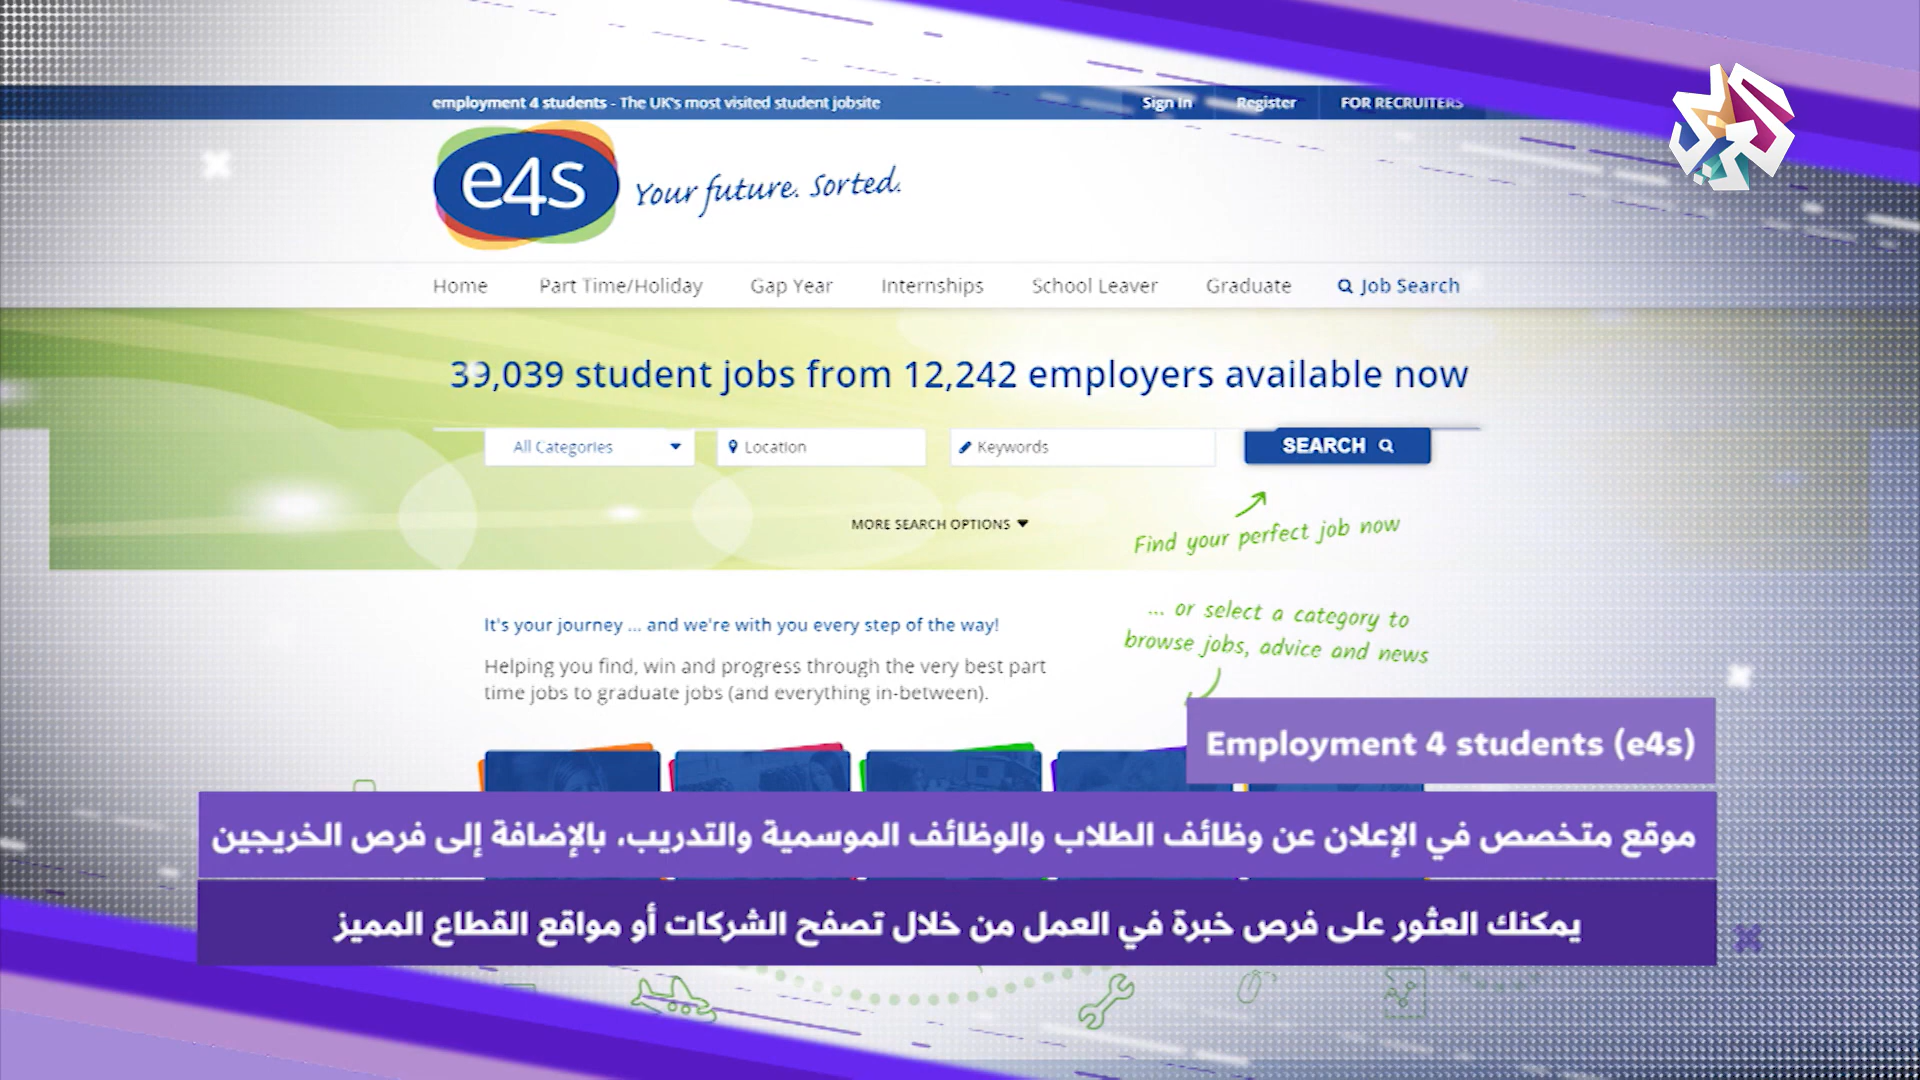 employment 4 students - The UK's most visited student jobsite
Sign In
Register
FOR RECRUITERS
e4s
Your future. Sorted.
Home
Part Time/Holiday
Gap Year
Internships
School Leaver
Graduate
Job Search
39,039 student jobs from 12,242 employers available now
All Categories
Location
Keywords
SEARCH
MORE SEARCH OPTIONS
Find your perfect job now
... or select a category to
browse jobs, advice and news
It's your journey ... and we're with you every step of the way!
Helping you find, win and progress through the very best part
time jobs to graduate jobs (and everything in-between).
Employment 4 students (e4s)
موقع متخصص في الإعلان عن وظائف الطلاب والوظائف الموسمية والتدريب، بالإضافة إلى فرص الخريجين
يمكنك العثور على فرص خبرة في العمل من خلال تصفح الشركات أو مواقع القطاع المميز